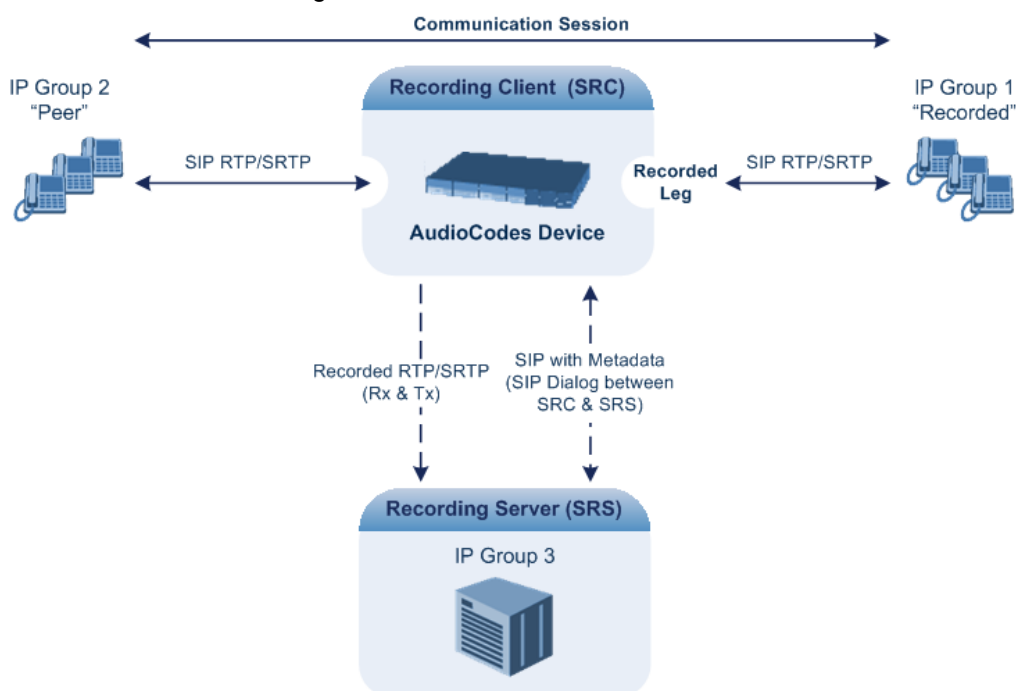 Communication Session
IP Group 2
“Peer”
Recording Client (SRC)
IP Group 1
“Recorded”
SIP RTP/SRTP
Recorded
Leg
SIP RTP/SRTP
AudioCodes Device
Recorded RTP/SRTP
(Rx & Tx)
SIP with Metadata
(SIP Dialog between
SRC & SRS)
Recording Server (SRS)
IP Group 3